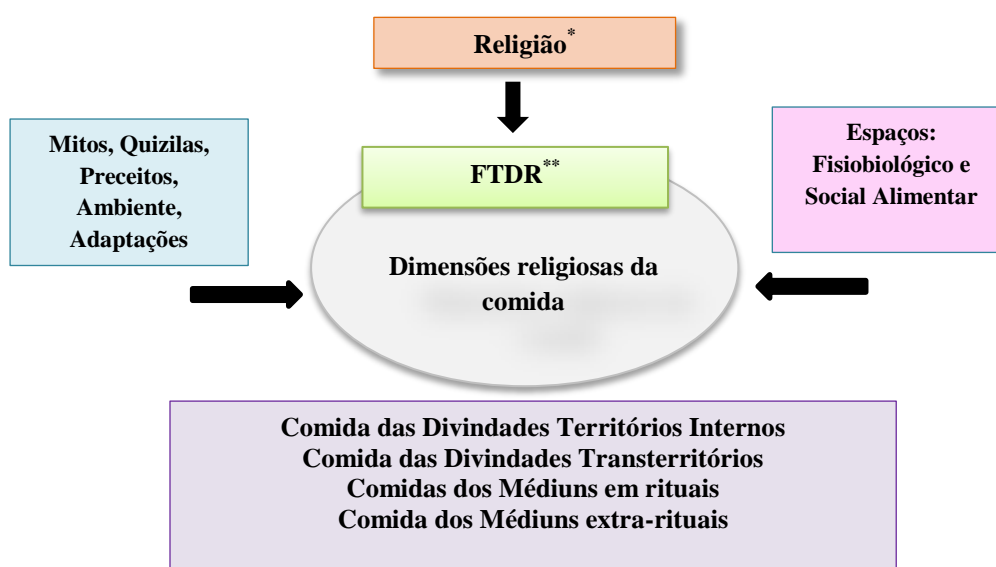 Religião*
Mitos, Quizilas,
Preceitos,
Ambiente,
Adaptações
FTDR**
Espaços:
Fisiobiológico e
Social Alimentar
Dimensões religiosas da
comida
Comida das Divindades Territórios Internos
Comida das Divindades Transterritórios
Comidas dos Médiuns em rituais
Comida dos Médiuns extra-rituais